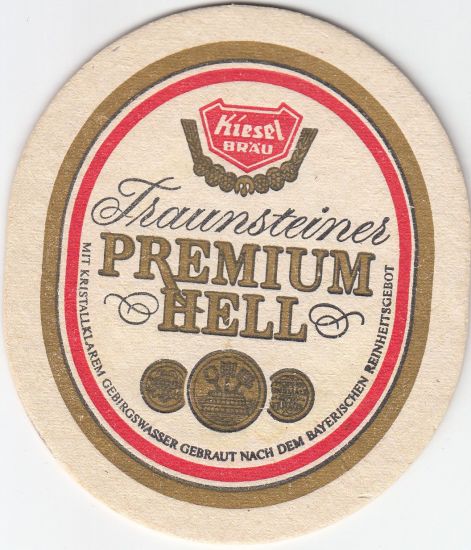 Kiesel
BRÄU
Traunsteiner
PREMIUM
HELL
MIT KRISTALLKLAREM GEBIRGSWASSER GEBRAUT NACH DEM BAYERISCHEN REINHEITSGEBOT